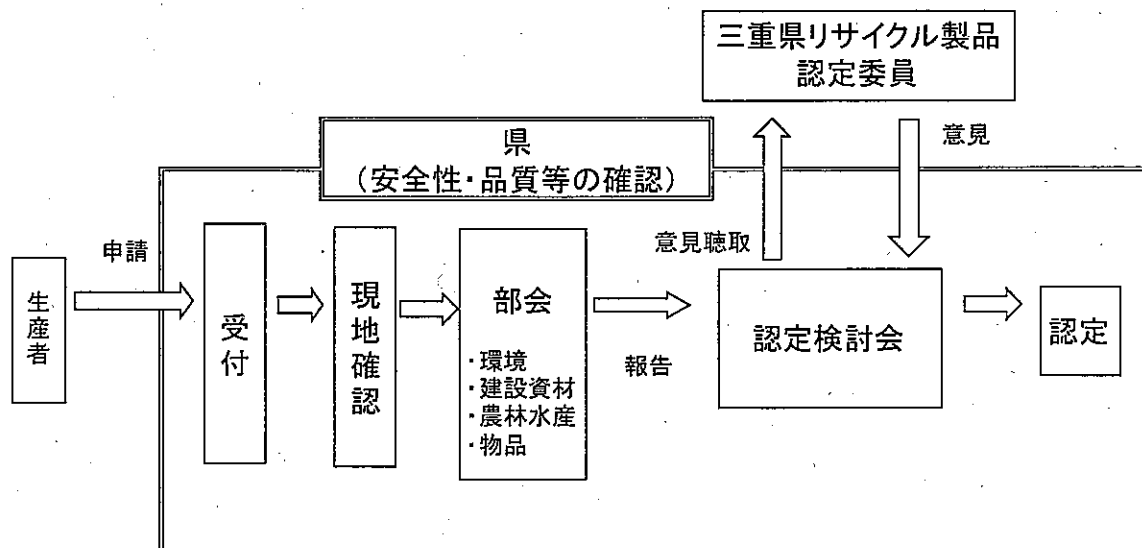 三重県リサイクル製品
認定委員
意見
県
（安全性・品質等の確認）
意見聴取
申請
生産者
受付
現地確認
部会
・環境
・建設資材
・農林水産
・物品
報告
認定検討会
認定